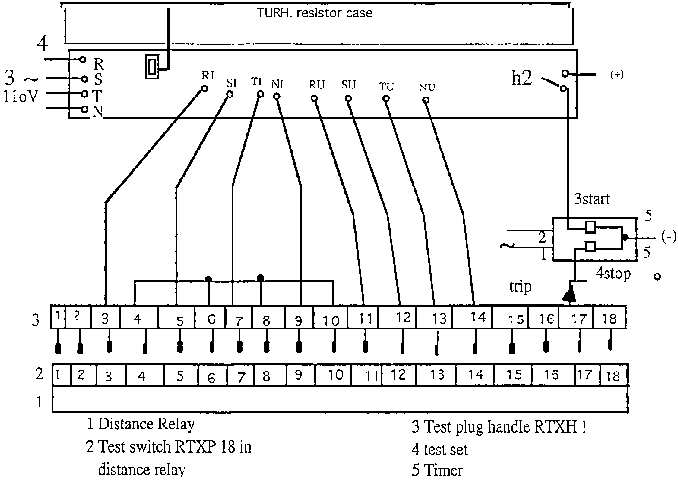 TURH. resistor case
4
R
3 ~ S
110V T
N
RI SI TI NI RU SU TU NU
h2
(+)
3start
5
2
(-)
~ 1
5
4stop
trip
3 1 2 3 4 5 6 7 8 9 10 11 12 13 14 15 16 17 18
2 1 2 3 4 5 6 7 8 9 10 11 12 13 14 15 16 17 18
1
1 Distance Relay
2 Test switch RTXP 18 in
distance relay
3 Test plug handle RTXH !
4 test set
5 Timer